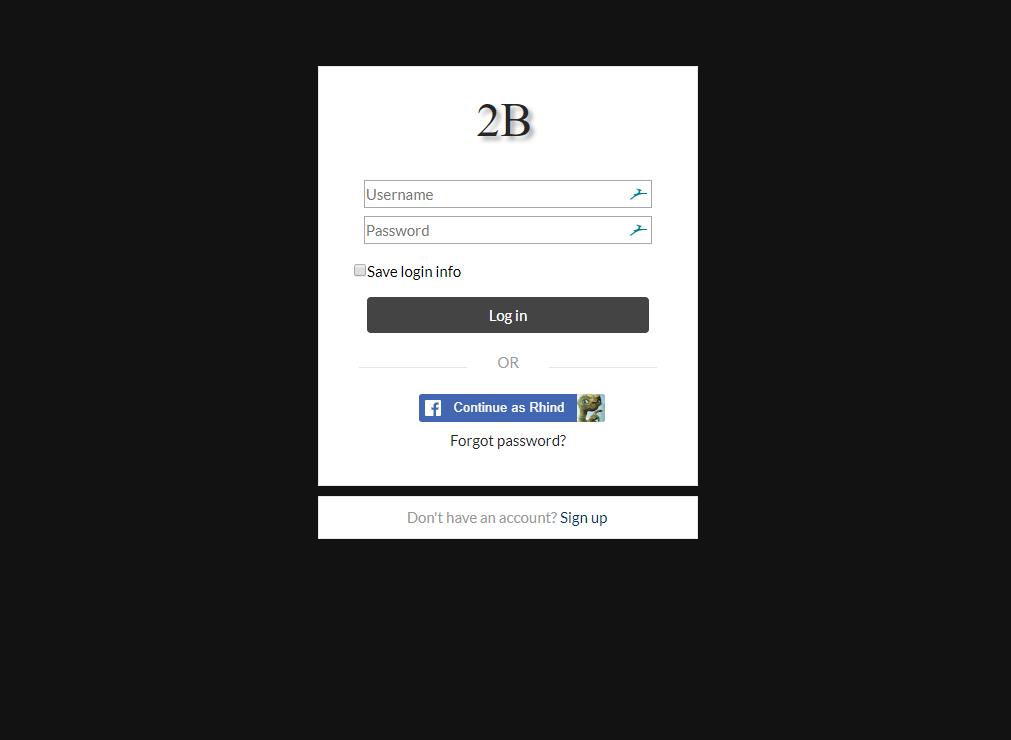 2B
Username
Password
Save login info
Log in
OR
Continue as Rhind
Forgot password?
Don't have an account? Sign up